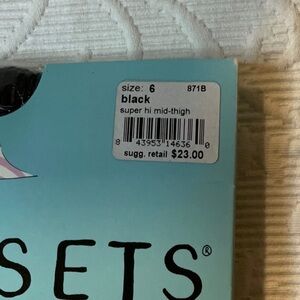 size: 6 871B
black
super hi mid-thigh
8 43953 14636 0
sugg. retail $23.00
SETS®